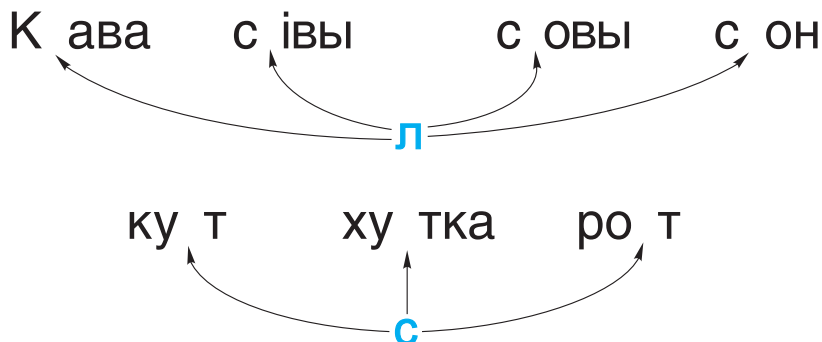 К ава с івы с овы с он
л
ку т ху тка ро т
с